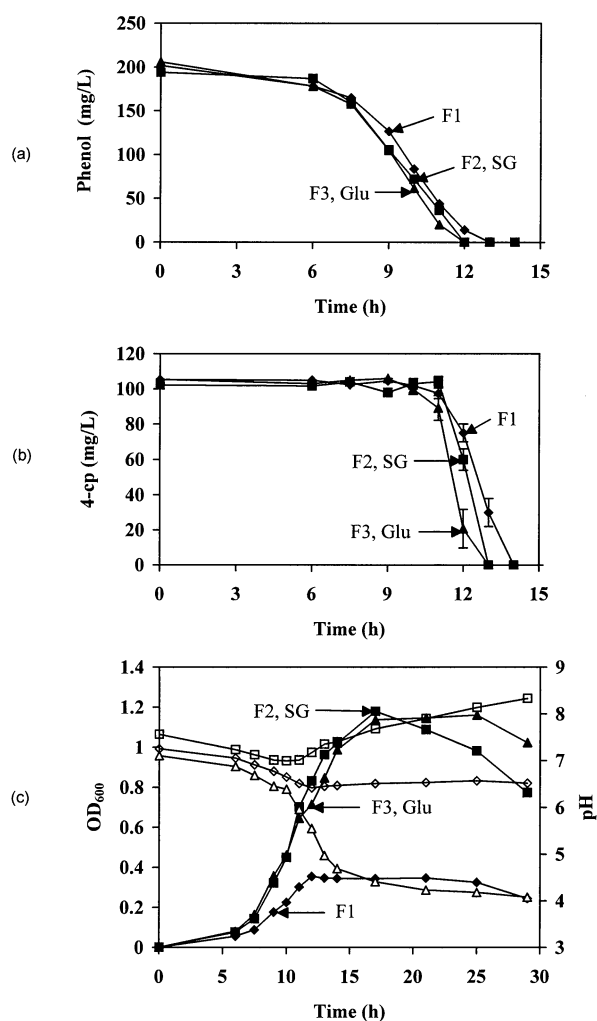 (a)
Phenol (mg/L)
250
200
150
100
50
0
F1
F2, SG
F3, Glu
0 3 6 9 12 15
Time (h)
(b)
4-cp (mg/L)
120
100
80
60
40
20
0
F1
F2, SG
F3, Glu
0 3 6 9 12 15
Time (h)
(c)
OD600
1.4
1.2
1
0.8
0.6
0.4
0.2
0
F2, SG
F3, Glu
F1
9
8
7
6
5
4
3
pH
0 5 10 15 20 25 30
Time (h)